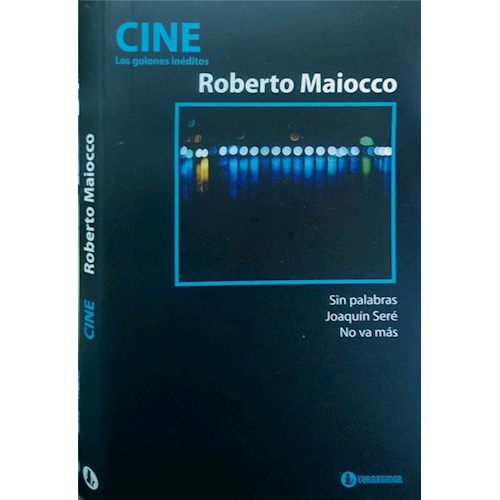 CINE
Los guiones inéditos
Roberto Maiocco
Sin palabras
Joaquín Seré
No va más
CORREGIDOR
CINE Roberto Maiocco